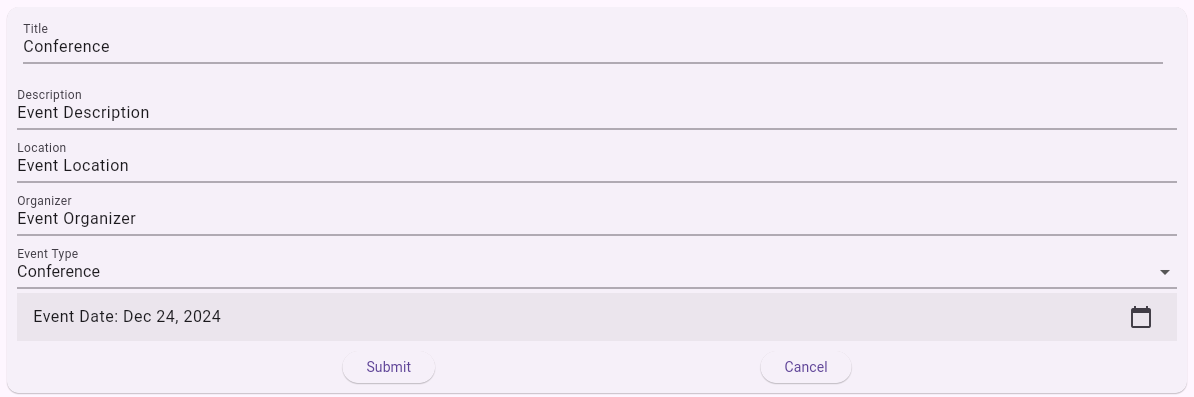 Title
Conference
Description
Event Description
Location
Event Location
Organizer
Event Organizer
Event Type
Conference
Event Date: Dec 24, 2024
Submit Cancel